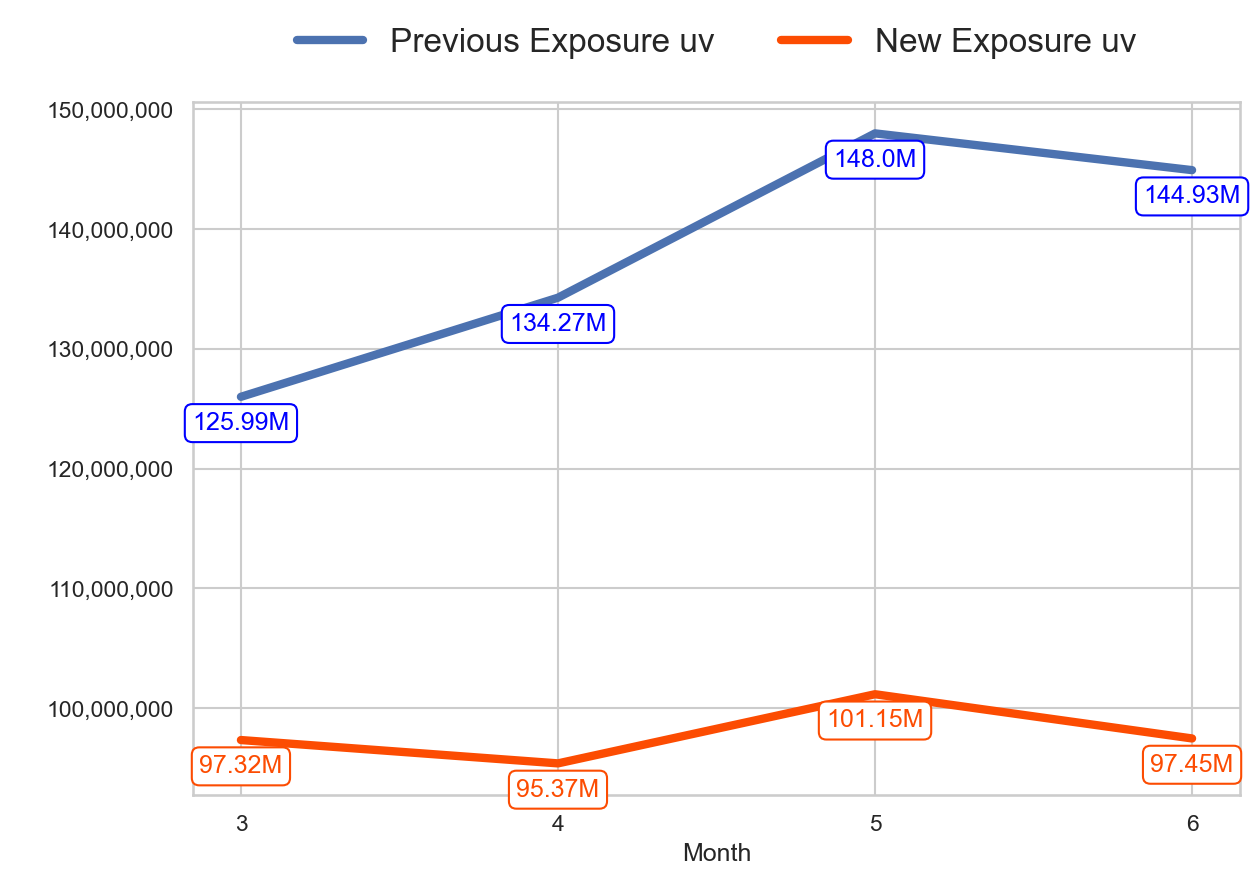 Previous Exposure uv New Exposure uv
150,000,000
148.0M
144.93M
140,000,000
134.27M
130,000,000
125.99M
120,000,000
110,000,000
100,000,000
101.15M
97.32M
97.45M
95.37M
3 4 5 6
Month